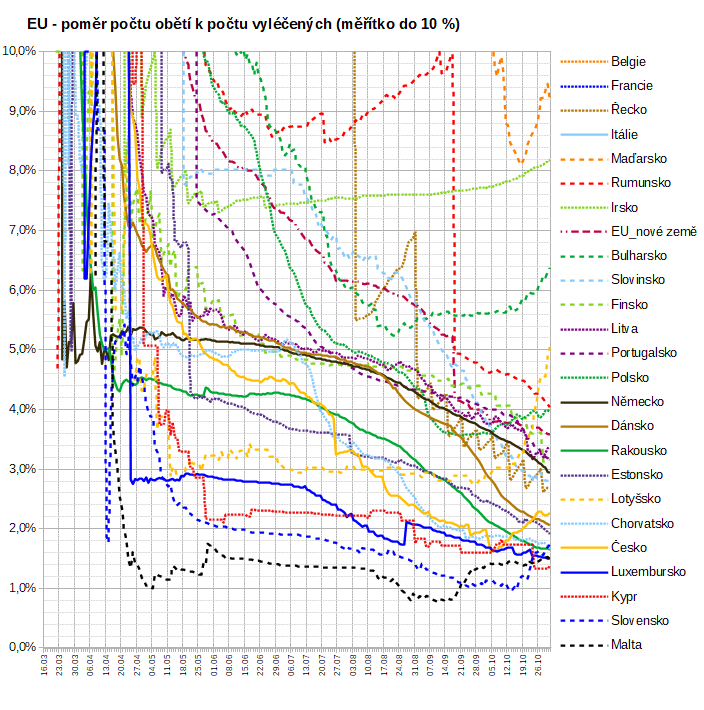 EU - poměr počtu obětí k počtu vyléčených (měřítko do 10 %)
10,0%
9,0%
8,0%
7,0%
6,0%
5,0%
4,0%
3,0%
2,0%
1,0%
0,0%
16.03
23.03
30.03
06.04
13.04
20.04
27.04
04.05
11.05
18.05
25.05
01.06
08.06
15.06
22.06
29.06
06.07
13.07
20.07
27.07
03.08
10.08
17.08
24.08
31.08
07.09
14.09
21.09
28.09
05.10
12.10
19.10
26.10
Belgie
Francie
Řecko
Itálie
Maďarsko
Rumunsko
Irsko
EU_nové země
Bulharsko
Slovinsko
Finsko
Litva
Portugalsko
Polsko
Německo
Dánsko
Rakousko
Estonsko
Lotyšsko
Chorvatsko
Česko
Luxembursko
Kypr
Slovensko
Malta